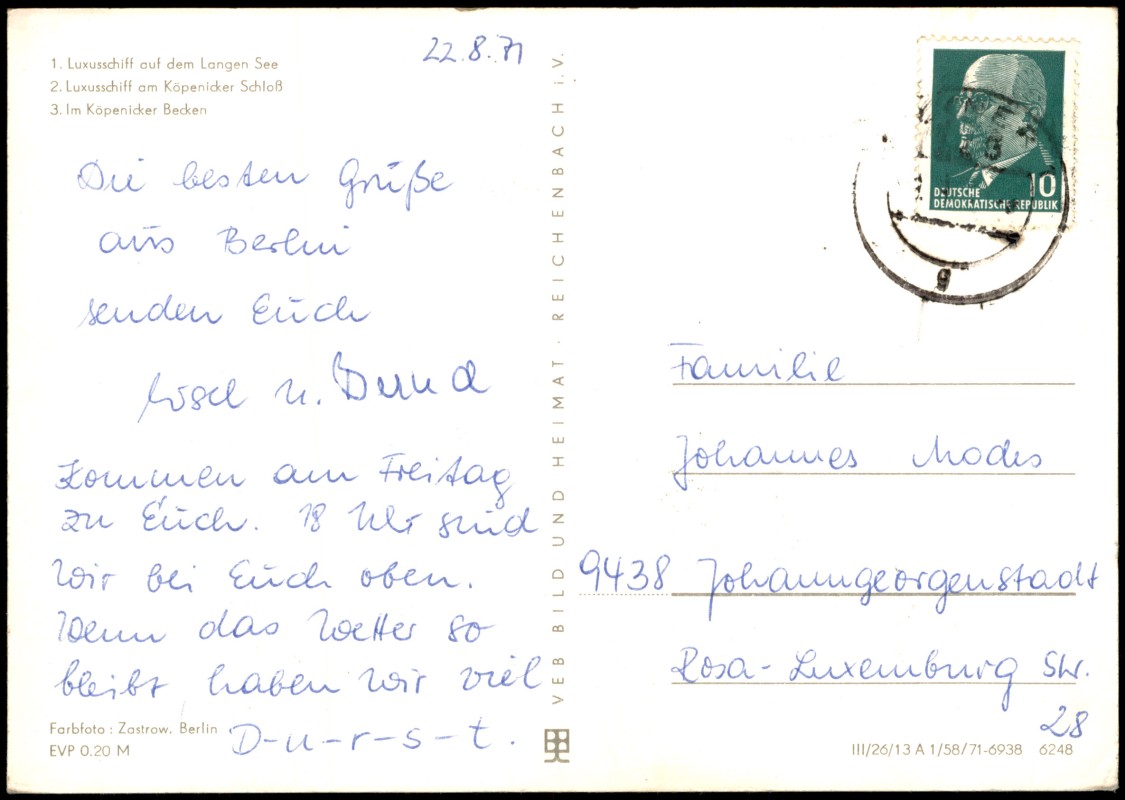 22.8.71
1. Luxusschiff auf dem Langen See
2. Luxusschiff am Köpenicker Schloß
3. Im Köpenicker Becken
Die besten Grüße
aus Berlin
senden Euch
u. Bernd
Kommen am Freitag
zu Euch. 18 Uhr sind
wir bei Euch oben.
Wenn das Wetter so
bleibt haben wir viel
D-u-r-s-t.
Farbfoto: Zastrow, Berlin
EVP 0.20 M
VEB BILD UND HEIMAT · REICHENBACH i.V.
10
DEUTSCHE
DEMOKRATISCHE REPUBLIK
g
Familie
Johannes Modes
9438 Johanngeorgenstadt
Rosa-Luxemburg Str.
28
III/26/13 A 1/58/71-6938 6248